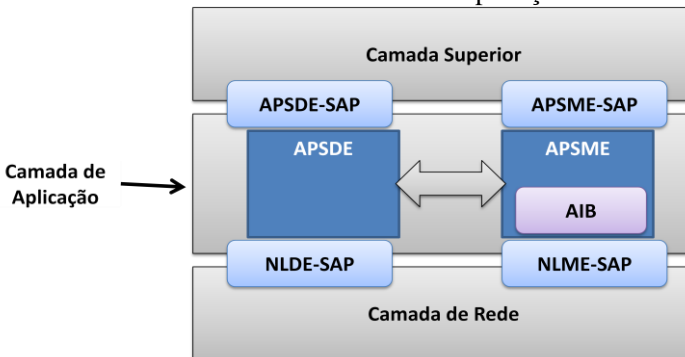 Camada Superior
APSDE-SAP
APSME-SAP
APSDE
APSME
Camada de
Aplicação
AIB
NLDE-SAP
NLME-SAP
Camada de Rede